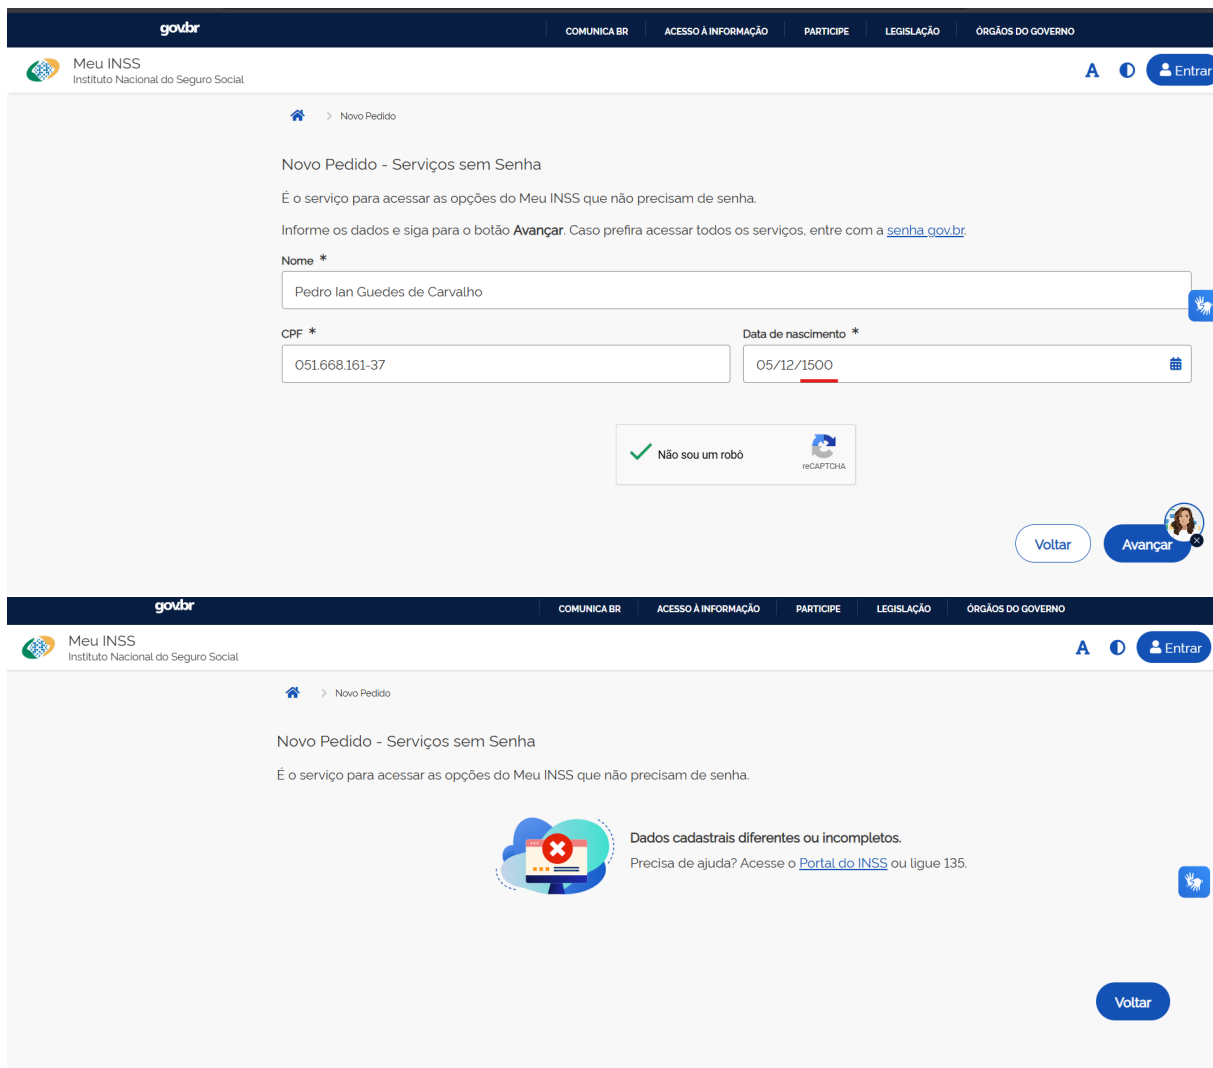 gov.br COMUNICA BR ACESSO À INFORMAÇÃO PARTICIPE LEGISLAÇÃO ÓRGÃOS DO GOVERNO
Meu INSS
Instituto Nacional do Seguro Social
A Entrar
Novo Pedido
Novo Pedido - Serviços sem Senha
É o serviço para acessar as opções do Meu INSS que não precisam de senha.
Informe os dados e siga para o botão Avançar. Caso prefira acessar todos os serviços, entre com a senha gov.br.
Nome *
Pedro Ian Guedes de Carvalho
CPF * Data de nascimento *
051.668.161-37 05/12/1500
Não sou um robô
reCAPTCHA
Voltar Avançar
gov.br COMUNICA BR ACESSO À INFORMAÇÃO PARTICIPE LEGISLAÇÃO ÓRGÃOS DO GOVERNO
Meu INSS
Instituto Nacional do Seguro Social
A Entrar
Novo Pedido
Novo Pedido - Serviços sem Senha
É o serviço para acessar as opções do Meu INSS que não precisam de senha.
Dados cadastrais diferentes ou incompletos.
Precisa de ajuda? Acesse o Portal do INSS ou ligue 135.
Voltar